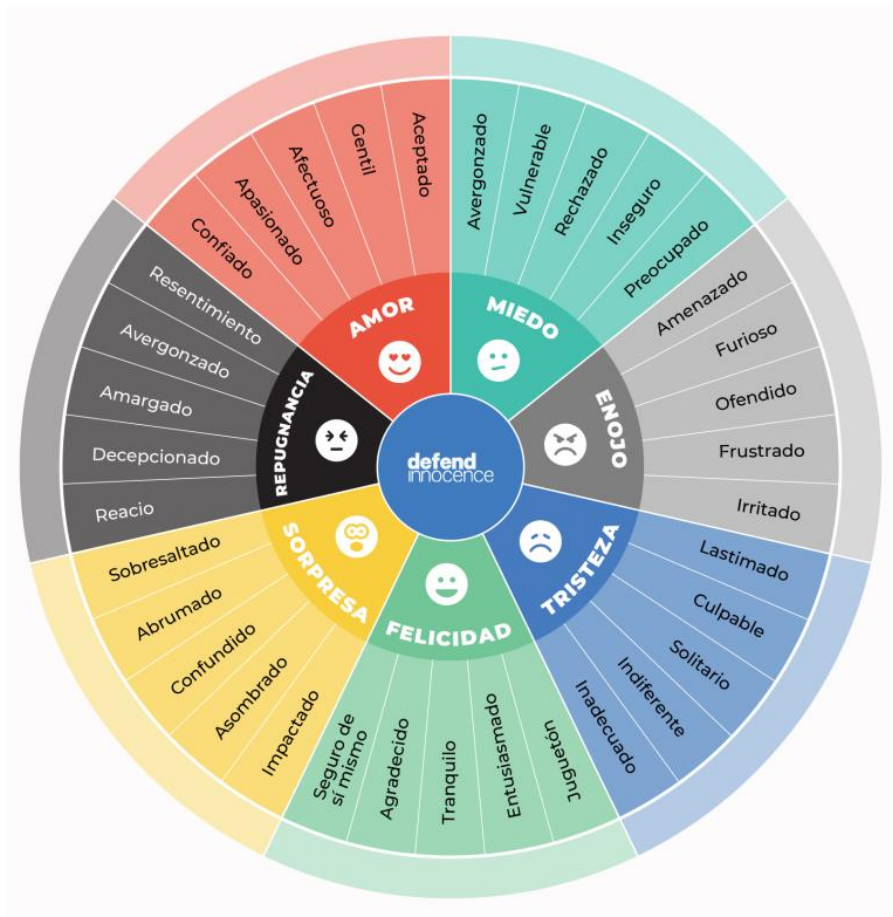 AMOR
Confiado
Apasionado
Afectuoso
Gentil
Aceptado
MIEDO
Avergonzado
Vulnerable
Rechazado
Inseguro
Preocupado
ENOJO
Amenazado
Furioso
Ofendido
Frustrado
Irritado
TRISTEZA
Lastimado
Culpable
Solitario
Indiferente
Inadecuado
FELICIDAD
Juguetón
Entusiasmado
Tranquilo
Agradecido
Seguro de
sí mismo
SORPRESA
Impactado
Asombrado
Confundido
Abrumado
Sobresaltado
REPUGNANCIA
Reacio
Decepcionado
Amargado
Avergonzado
Resentimiento
defend
innocence